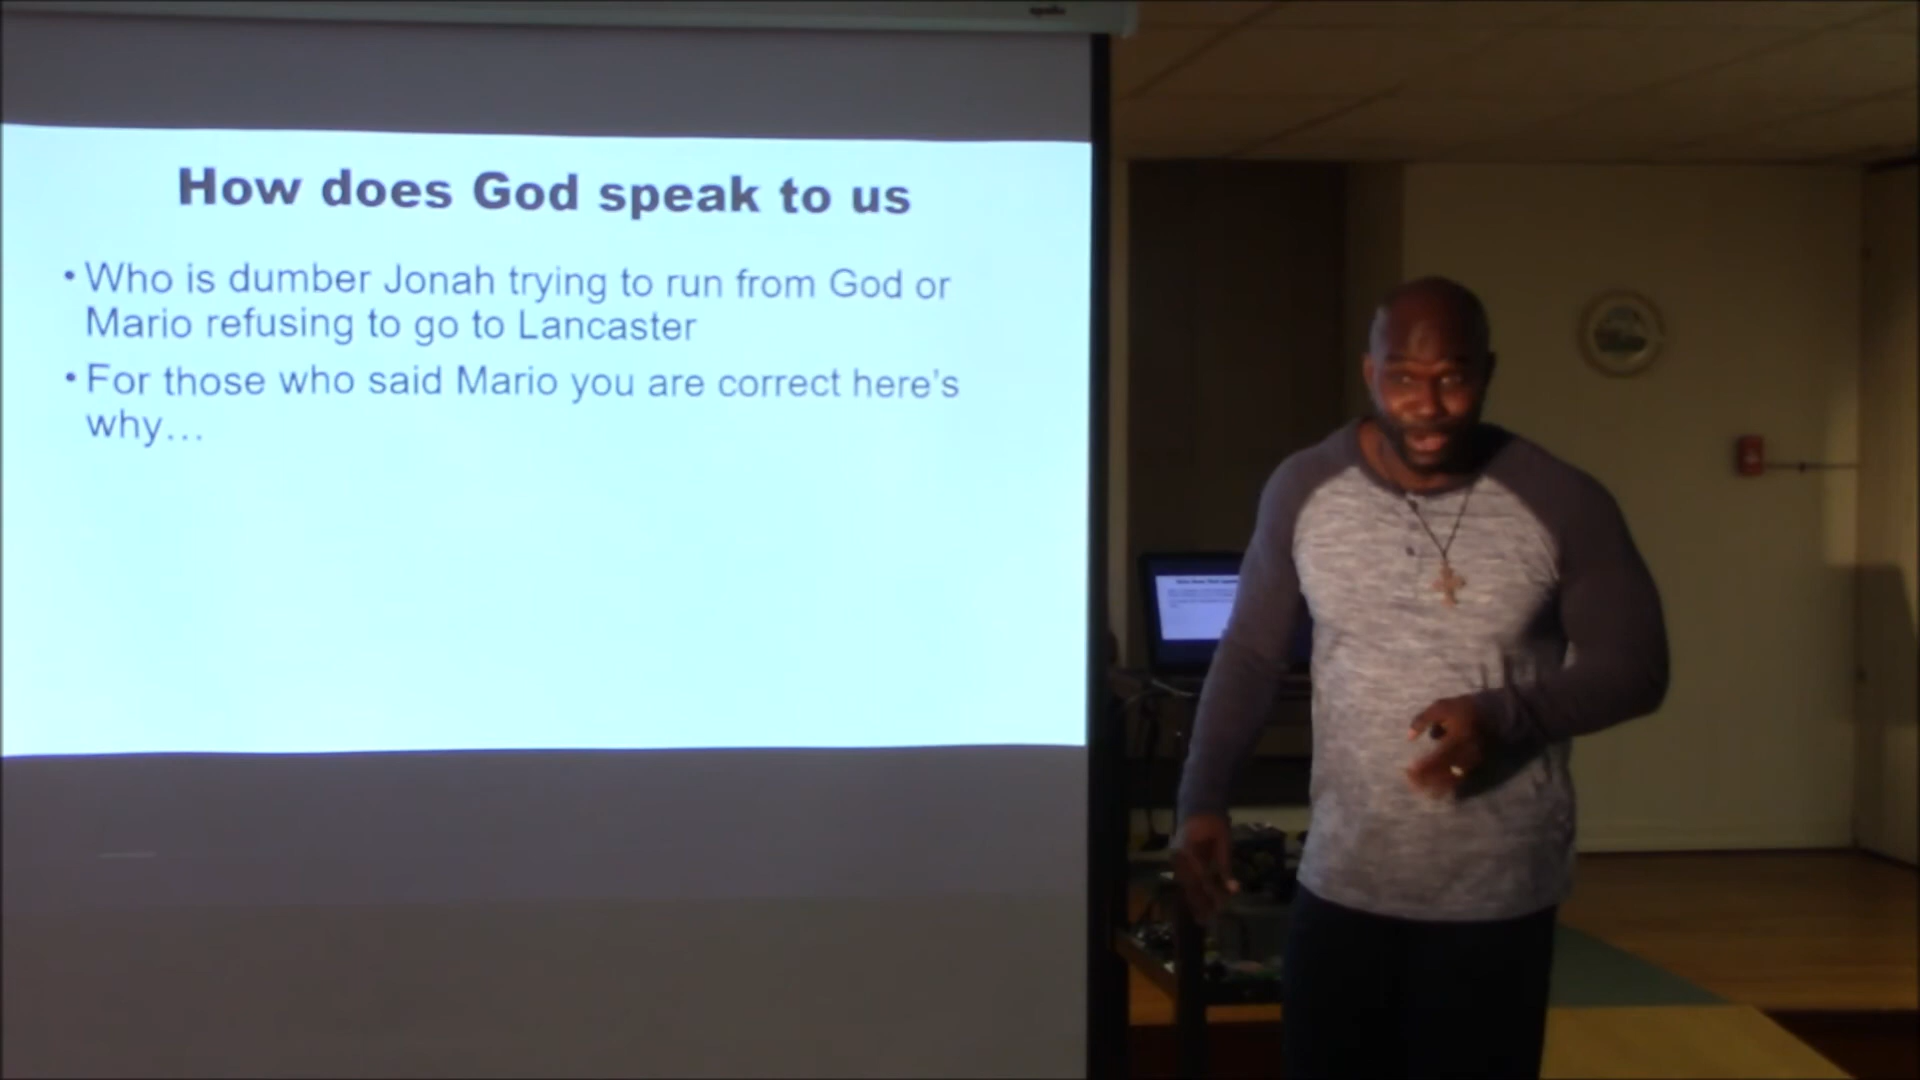 How does God speak to us
• Who is dumber Jonah trying to run from God or
Mario refusing to go to Lancaster
• For those who said Mario you are correct here's
why…